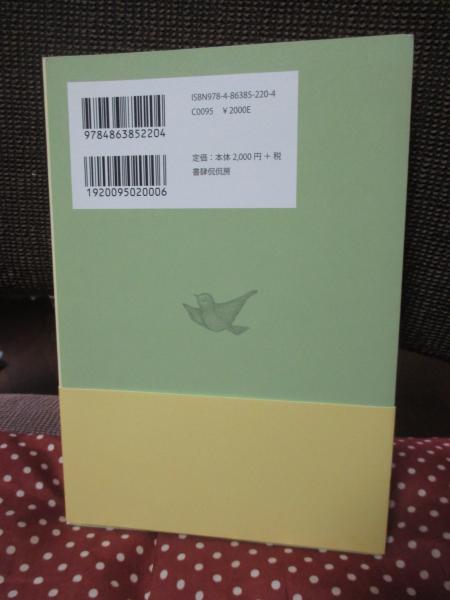 ISBN978-4-86385-220-4
C0095 ¥2000E
9784863852204
定価：本体 2,000 円 + 税
書肆侃侃房
1920095020006